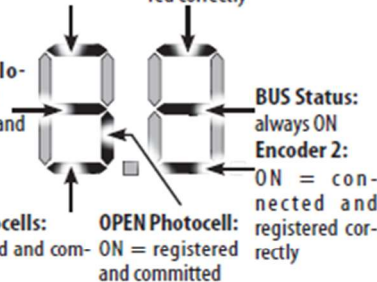 red correctly
lo-
and
BUS Status:
always ON
Encoder 2:
ON = con-
nected and
registered cor-
rectly
ocells:
d and com-
OPEN Photocell:
ON = registered
and committed